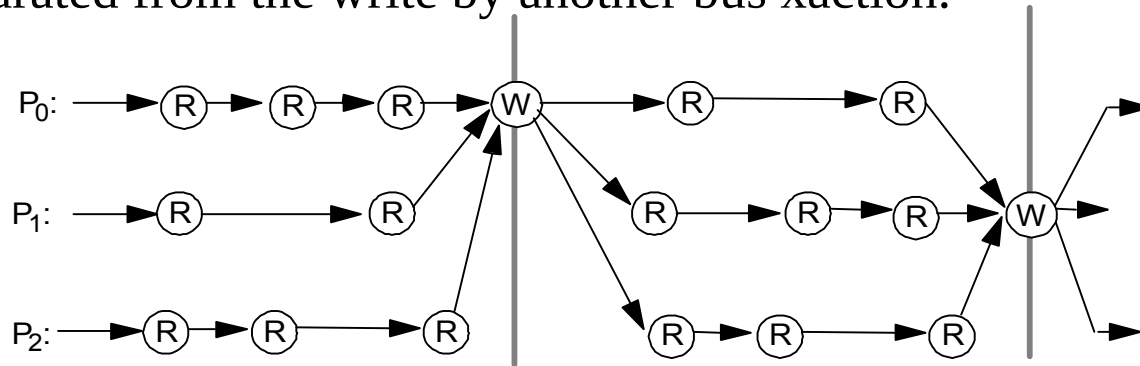 arated from the write by another bus xaction.
P0: R R R W R R
P1: R R R R R W
P2: R R R R R R